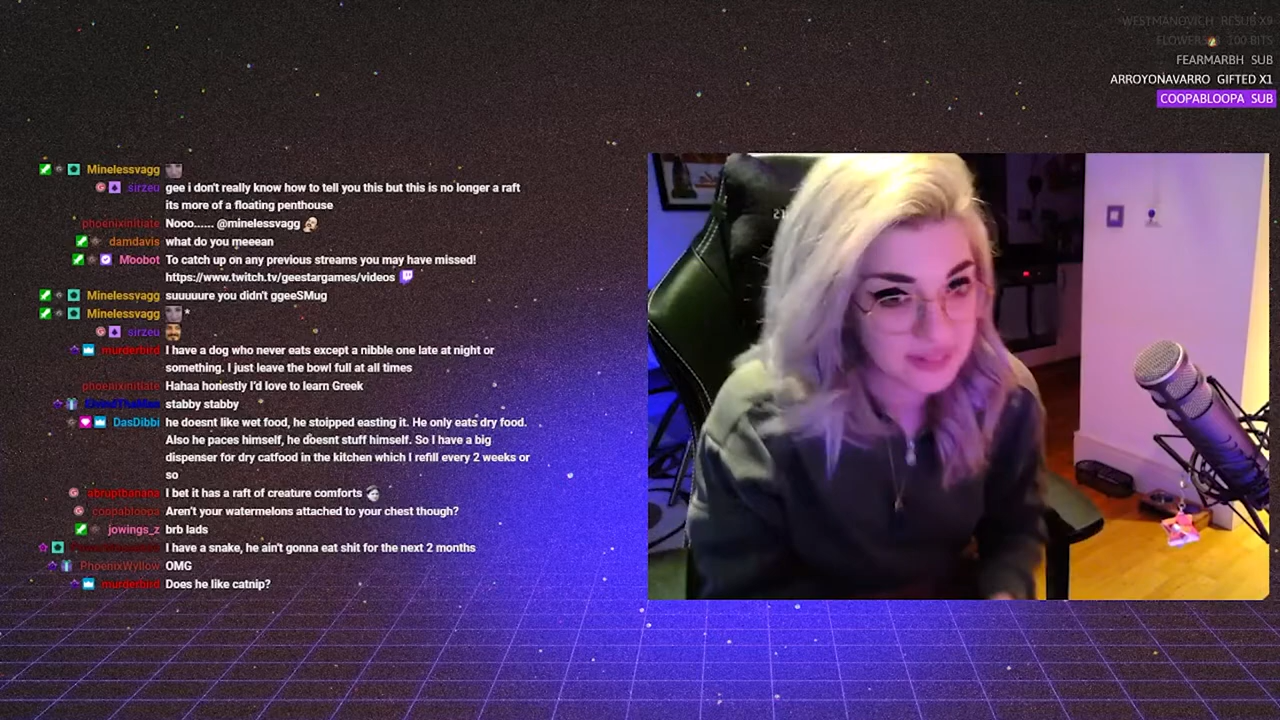 WESTMANOVICH RESUB X9
100 BITS
FEARMARBH SUB
ARROYONAVARRO GIFTED X1
COOPABLOOPA SUB
Minelessvagg
sirzeu gee i don't really know how to tell you this but this is no longer a raft
its more of a floating penthouse
phoenixinitiate Nooo...... @minelessvagg
damdavis what do you meeean
Moobot To catch up on any previous streams you may have missed!
https://www.twitch.tv/geestargames/videos
Minelessvagg suuuuure you didn't ggeeSMug
Minelessvagg *
sirzeu
murderbird I have a dog who never eats except a nibble one late at night or
something. I just leave the bowl full at all times
phoenixinitiate Hahaa honestly I'd love to learn Greek
stabby stabby
DasDibbi he doesnt like wet food, he stoipped easting it. He only eats dry food.
Also he paces himself, he doesnt stuff himself. So I have a big
dispenser for dry catfood in the kitchen which I refill every 2 weeks or
so
abruptbanana I bet it has a raft of creature comforts
coopabloopa Aren't your watermelons attached to your chest though?
jowings_z brb lads
I have a snake, he ain't gonna eat shit for the next 2 months
PhoenixWyllow OMG
murderbird Does he like catnip?
21